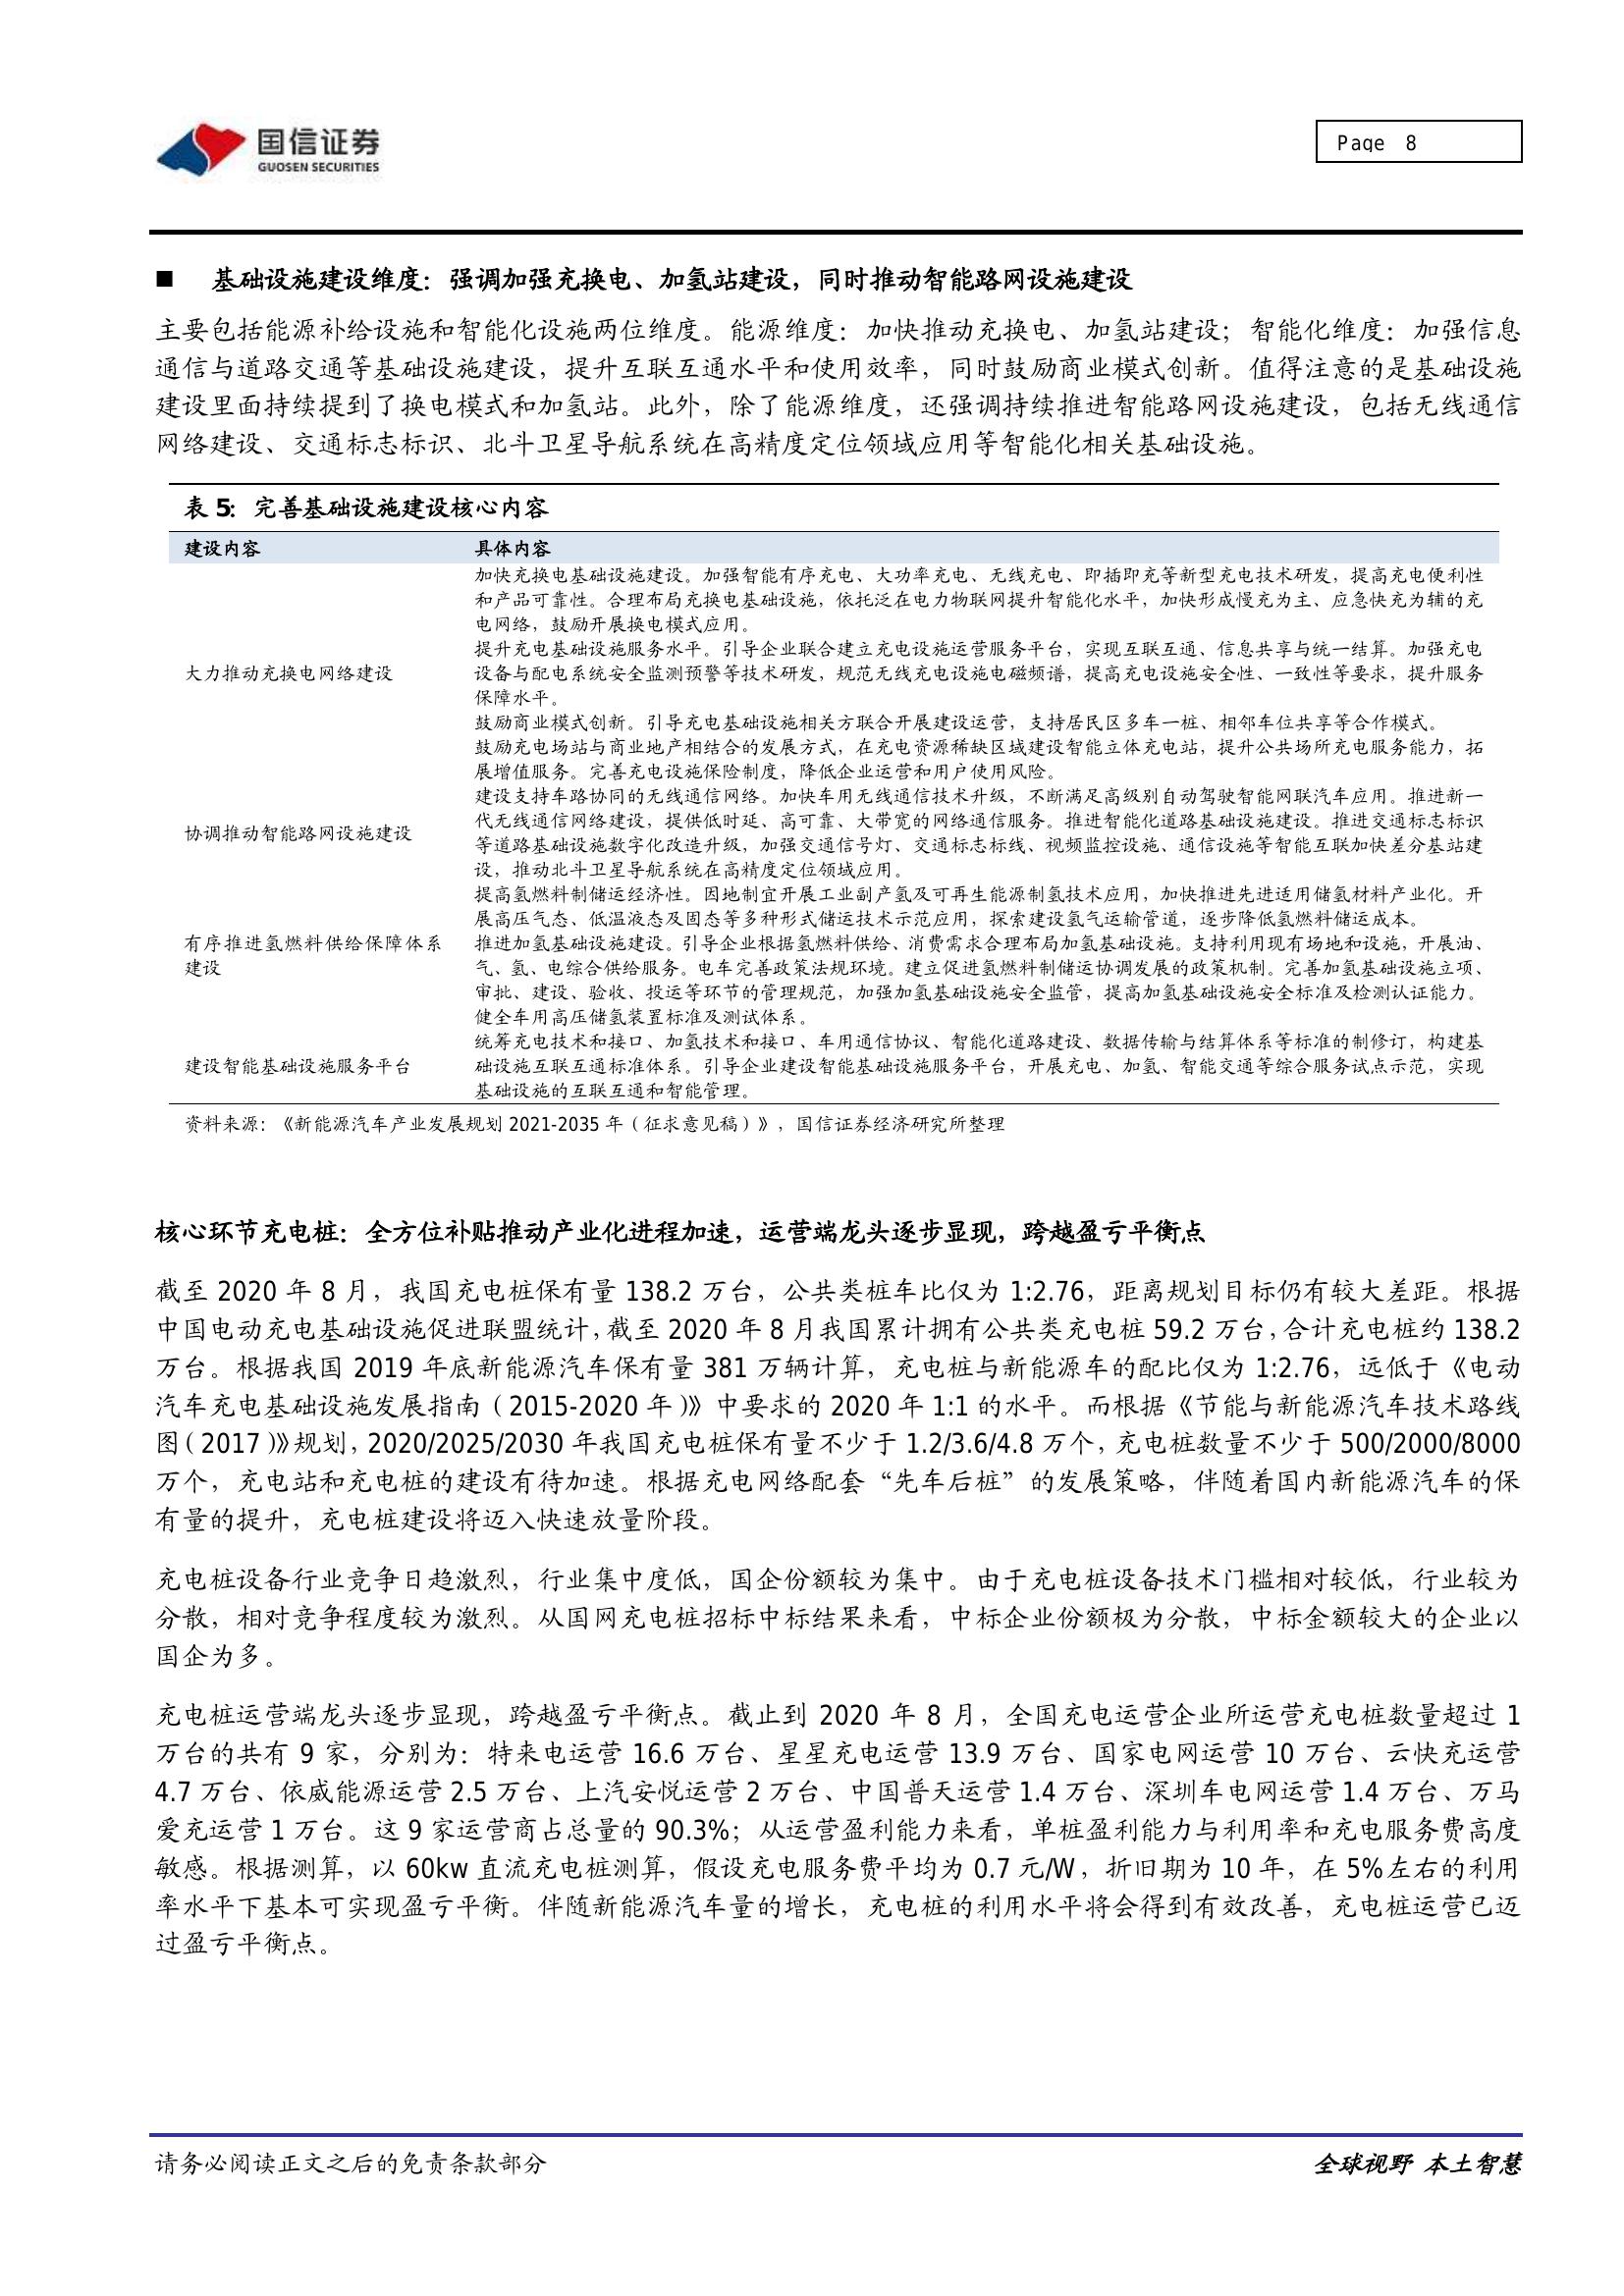 国信证券
GUOSEN SECURITIES
Page 8
■ 基础设施建设维度：强调加强充换电、加氢站建设，同时推动智能路网设施建设
主要包括能源补给设施和智能化设施两位维度。能源维度：加快推动充换电、加氢站建设；智能化维度：加强信息
通信与道路交通等基础设施建设，提升互联互通水平和使用效率，同时鼓励商业模式创新。值得注意的是基础设施
建设里面持续提到了换电模式和加氢站。此外，除了能源维度，还强调持续推进智能路网设施建设，包括无线通信
网络建设、交通标志标识、北斗卫星导航系统在高精度定位领域应用等智能化相关基础设施。
表 5：完善基础设施建设核心内容
建设内容 具体内容
加快充换电基础设施建设。加强智能有序充电、大功率充电、无线充电、即插即充等新型充电技术研发，提高充电便利性
和产品可靠性。合理布局充换电基础设施，依托泛在电力物联网提升智能化水平，加快形成慢充为主、应急快充为辅的充
电网络，鼓励开展换电模式应用。
提升充电基础设施服务水平。引导企业联合建立充电设施运营服务平台，实现互联互通、信息共享与统一结算。加强充电
大力推动充换电网络建设 设备与配电系统安全监测预警等技术研发，规范无线充电设施电磁频谱，提高充电设施安全性、一致性等要求，提升服务
保障水平。
鼓励商业模式创新。引导充电基础设施相关方联合开展建设运营，支持居民区多车一桩、相邻车位共享等合作模式。
鼓励充电场站与商业地产相结合的发展方式，在充电资源稀缺区域建设智能立体充电站，提升公共场所充电服务能力，拓
展增值服务。完善充电设施保险制度，降低企业运营和用户使用风险。
建设支持车路协同的无线通信网络。加快车用无线通信技术升级，不断满足高级别自动驾驶智能网联汽车应用。推进新一
代无线通信网络建设，提供低时延、高可靠、大带宽的网络通信服务。推进智能化道路基础设施建设。推进交通标志标识
协调推动智能路网设施建设 等道路基础设施数字化改造升级，加强交通信号灯、交通标志标线、视频监控设施、通信设施等智能互联加快差分基站建
设，推动北斗卫星导航系统在高精度定位领域应用。
提高氢燃料制储运经济性。因地制宜开展工业副产氢及可再生能源制氢技术应用，加快推进先进适用储氢材料产业化。开
展高压气态、低温液态及固态等多种形式储运技术示范应用，探索建设氢气运输管道，逐步降低氢燃料储运成本。
有序推进氢燃料供给保障体系 推进加氢基础设施建设。引导企业根据氢燃料供给、消费需求合理布局加氢基础设施。支持利用现有场地和设施，开展油、
建设 气、氢、电综合供给服务。电车完善政策法规环境。建立促进氢燃料制储运协调发展的政策机制。完善加氢基础设施立项、
审批、建设、验收、投运等环节的管理规范，加强加氢基础设施安全监管，提高加氢基础设施安全标准及检测认证能力。
健全车用高压储氢装置标准及测试体系。
统筹充电技术和接口、加氢技术和接口、车用通信协议、智能化道路建设、数据传输与结算体系等标准的制修订，构建基
建设智能基础设施服务平台 础设施互联互通标准体系。引导企业建设智能基础设施服务平台，开展充电、加氢、智能交通等综合服务试点示范，实现
基础设施的互联互通和智能管理。
资料来源：《新能源汽车产业发展规划 2021-2035 年（征求意见稿）》，国信证券经济研究所整理
核心环节充电桩：全方位补贴推动产业化进程加速，运营端龙头逐步显现，跨越盈亏平衡点
截至 2020 年 8 月，我国充电桩保有量 138.2 万台，公共类桩车比仅为 1:2.76，距离规划目标仍有较大差距。根据
中国电动充电基础设施促进联盟统计，截至 2020 年 8 月我国累计拥有公共类充电桩 59.2 万台，合计充电桩约 138.2
万台。根据我国 2019 年底新能源汽车保有量 381 万辆计算，充电桩与新能源车的配比仅为 1:2.76，远低于《电动
汽车充电基础设施发展指南（2015-2020 年）》中要求的 2020 年 1:1 的水平。而根据《节能与新能源汽车技术路线
图（2017）》规划，2020/2025/2030 年我国充电桩保有量不少于 1.2/3.6/4.8 万个，充电桩数量不少于 500/2000/8000
万个，充电站和充电桩的建设有待加速。根据充电网络配套“先车后桩”的发展策略，伴随着国内新能源汽车的保
有量的提升，充电桩建设将迈入快速放量阶段。
充电桩设备行业竞争日趋激烈，行业集中度低，国企份额较为集中。由于充电桩设备技术门槛相对较低，行业较为
分散，相对竞争程度较为激烈。从国网充电桩招标中标结果来看，中标企业份额极为分散，中标金额较大的企业以
国企为多。
充电桩运营端龙头逐步显现，跨越盈亏平衡点。截止到 2020 年 8 月，全国充电运营企业所运营充电桩数量超过 1
万台的共有 9 家，分别为：特来电运营 16.6 万台、星星充电运营 13.9 万台、国家电网运营 10 万台、云快充运营
4.7 万台、依威能源运营 2.5 万台、上汽安悦运营 2 万台、中国普天运营 1.4 万台、深圳车电网运营 1.4 万台、万马
爱充运营 1 万台。这 9 家运营商占总量的 90.3%；从运营盈利能力来看，单桩盈利能力与利用率和充电服务费高度
敏感。根据测算，以 60kw 直流充电桩测算，假设充电服务费平均为 0.7 元/W，折旧期为 10 年，在 5%左右的利用
率水平下基本可实现盈亏平衡。伴随新能源汽车量的增长，充电桩的利用水平将会得到有效改善，充电桩运营已迈
过盈亏平衡点。
请务必阅读正文之后的免责条款部分 全球视野 本土智慧